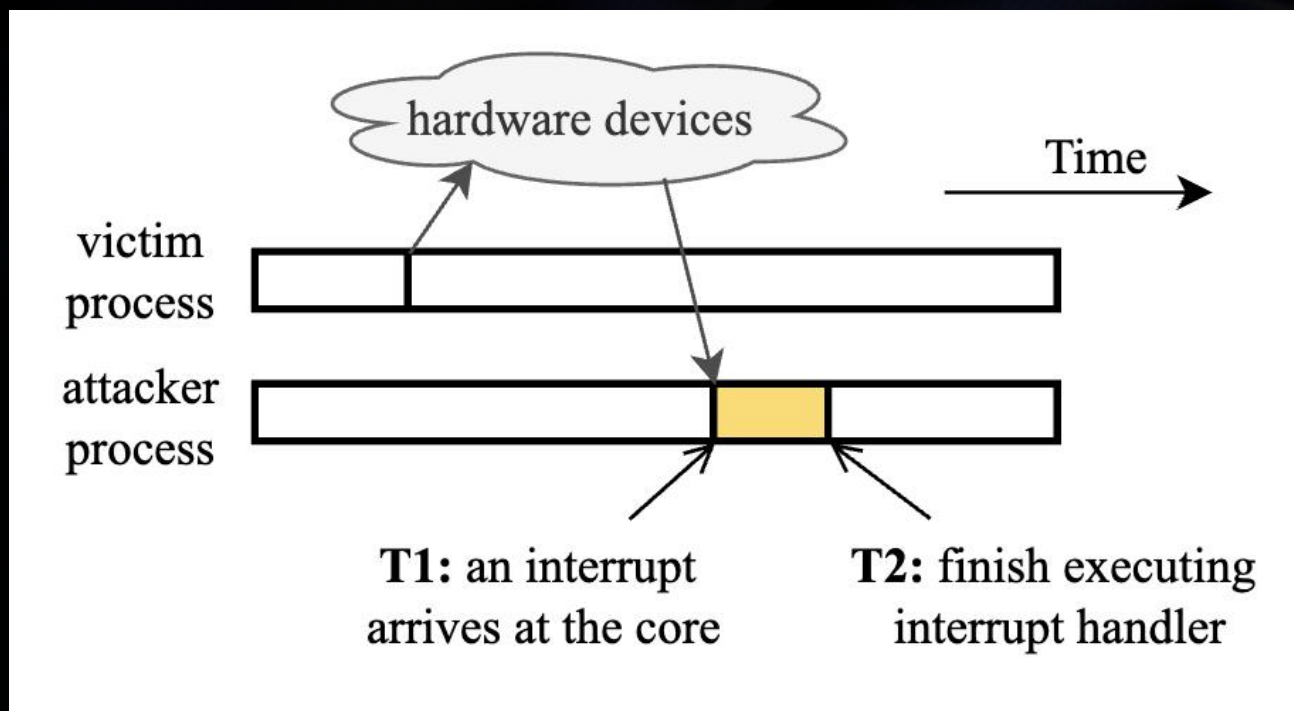 hardware devices
Time
victim
process
attacker
process
T1: an interrupt
arrives at the core
T2: finish executing
interrupt handler